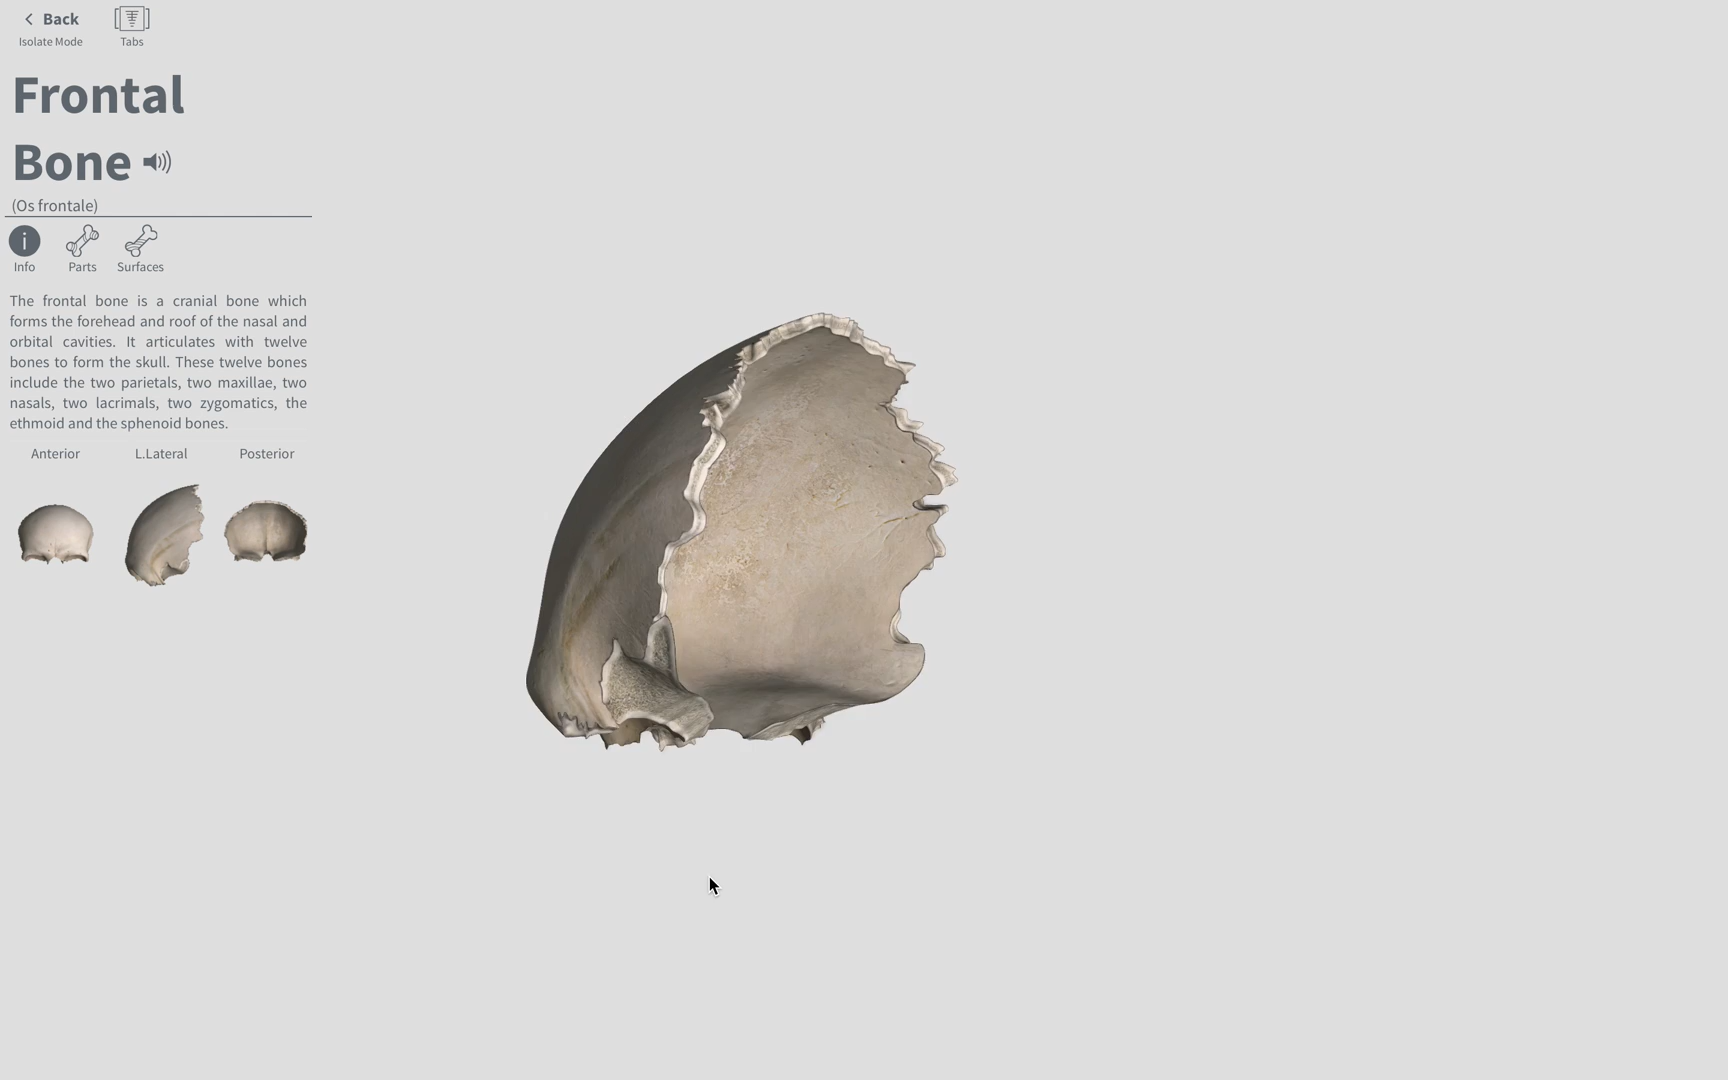 Back
Isolate Mode
Tabs
Frontal
Bone
(Os frontale)
Info
Parts
Surfaces
The frontal bone is a cranial bone which
forms the forehead and roof of the nasal and
orbital cavities. It articulates with twelve
bones to form the skull. These twelve bones
include the two parietals, two maxillae, two
nasals, two lacrimals, two zygomatics, the
ethmoid and the sphenoid bones.
Anterior
L.Lateral
Posterior